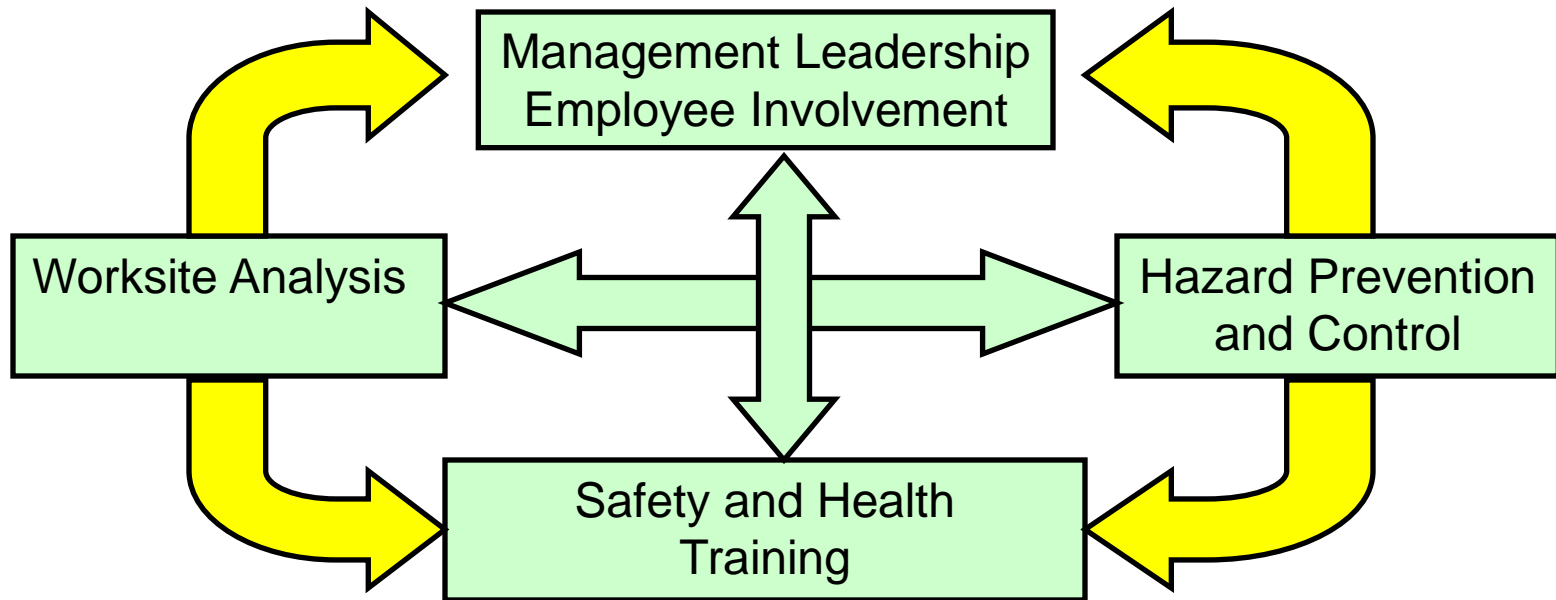 Management Leadership
Employee Involvement
Worksite Analysis
Hazard Prevention
and Control
Safety and Health
Training